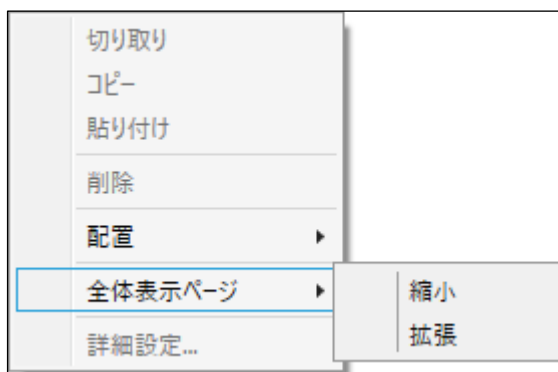 切り取り
コピー
貼り付け
削除
配置
全体表示ページ
縮小
拡張
詳細設定...